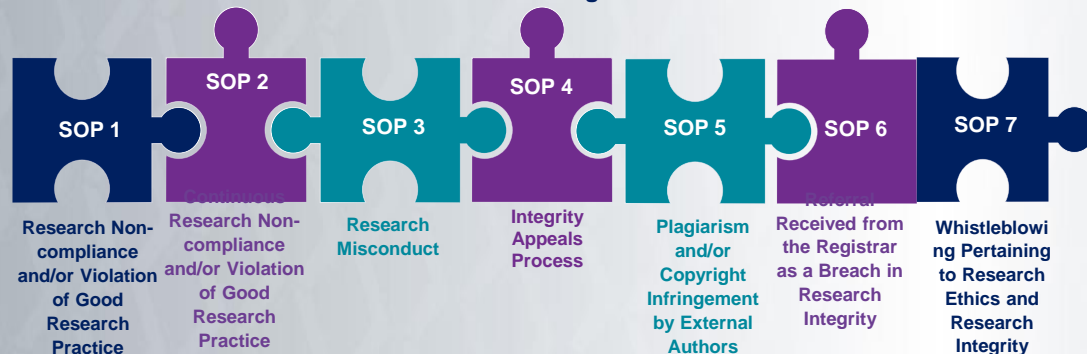 SOP 1
SOP 2
SOP 3
SOP 4
SOP 5
SOP 6
SOP 7
Research Non-
compliance
and/or Violation
of Good
Research
Practice
Continuous
Research Non-
compliance
and/or Violation
of Good
Research
Practice
Research
Misconduct
Integrity
Appeals
Process
Plagiarism
and/or
Copyright
Infringement
by External
Authors
Referral
Received from
the Registrar
as a Breach in
Research
Integrity
Whistleblowi
ng Pertaining
to Research
Ethics and
Research
Integrity